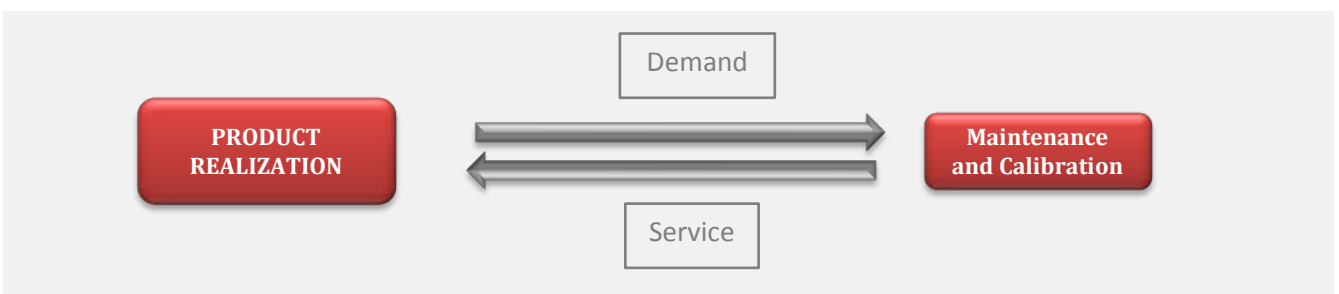 Demand
PRODUCT
REALIZATION
Maintenance
and Calibration
Service